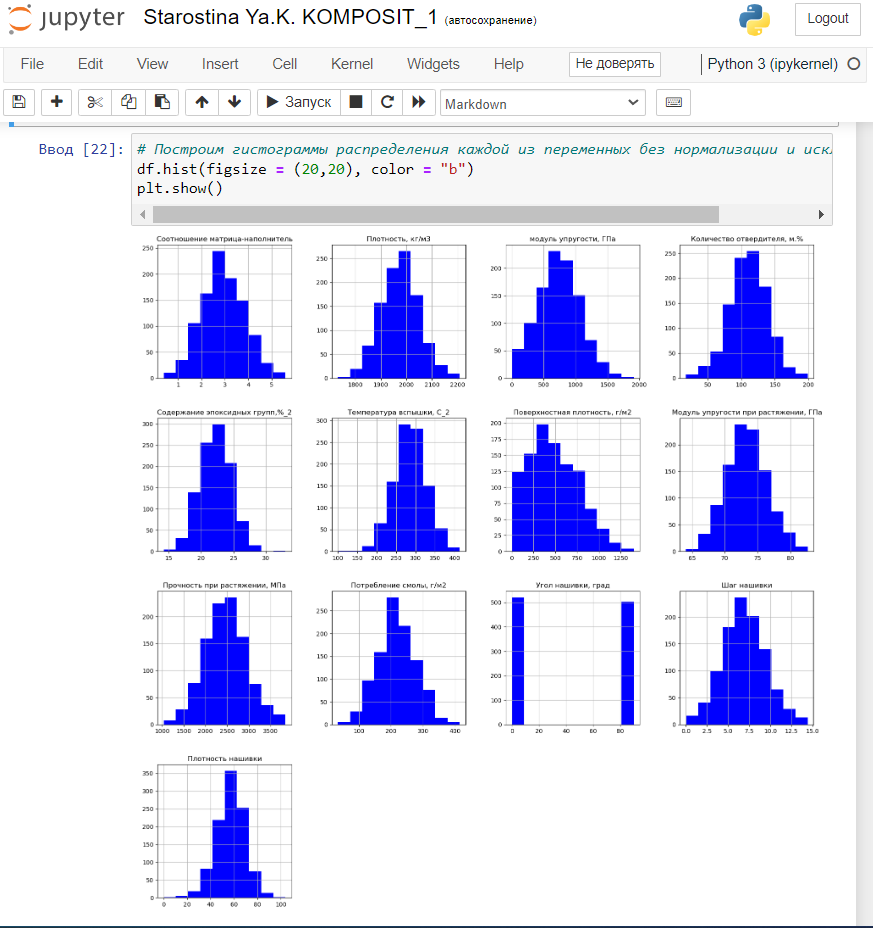 jupyter Starostina Ya.K. KOMPOSIT_1 (автосохранение)
Logout
File Edit View Insert Cell Kernel Widgets Help Не доверять Python 3 (ipykernel)
Запуск Markdown
Ввод [22]:
# Построим гистограммы распределения каждой из переменных без нормализации и искл
df.hist(figsize = (20,20), color = "b")
plt.show()
Соотношение матрица-наполнитель
250
200
150
100
50
0
1 2 3 4 5
Плотность, кг/м3
250
200
150
100
50
0
1800 1900 2000 2100 2200
модуль упругости, ГПа
200
150
100
50
0
0 500 1000 1500 2000
Количество отвердителя, м.%
250
200
150
100
50
0
50 100 150 200
Содержание эпоксидных групп,%_2
300
250
200
150
100
50
0
15 20 25 30
Температура вспышки, С_2
300
250
200
150
100
50
0
100 150 200 250 300 350 400
Поверхностная плотность, г/м2
200
175
150
125
100
75
50
25
0
0 250 500 750 1000 1250
Модуль упругости при растяжении, ГПа
200
150
100
50
0
65 70 75 80
Прочность при растяжении, МПа
200
150
100
50
0
1000 1500 2000 2500 3000 3500
Потребление смолы, г/м2
250
200
150
100
50
0
100 200 300 400
Угол нашивки, град
500
400
300
200
100
0
0 20 40 60 80
Шаг нашивки
200
150
100
50
0
0.0 2.5 5.0 7.5 10.0 12.5 15.0
Плотность нашивки
350
300
250
200
150
100
50
0
0 20 40 60 80 100